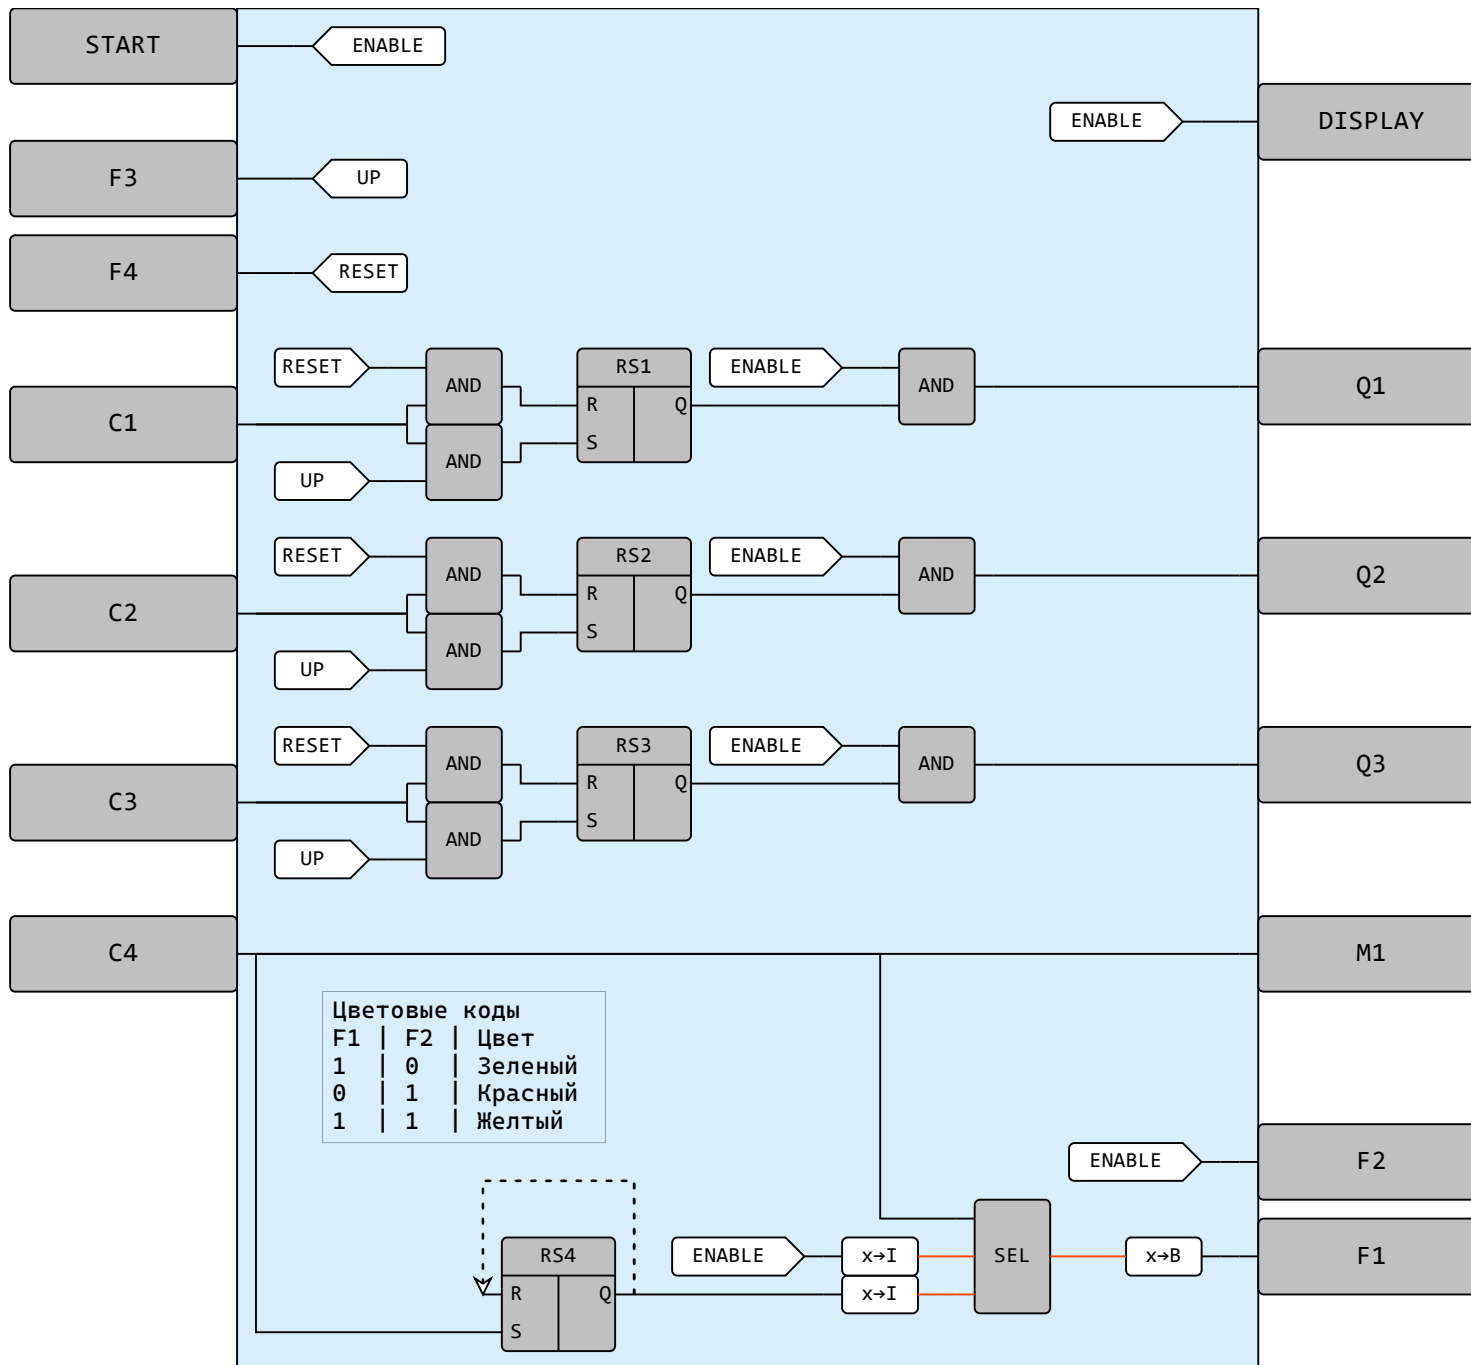 START
ENABLE
ENABLE
DISPLAY
F3
UP
F4
RESET
RESET
AND
RS1
ENABLE
AND
Q1
R
Q
C1
S
AND
UP
RESET
AND
RS2
ENABLE
AND
Q2
R
Q
C2
S
AND
UP
RESET
AND
RS3
ENABLE
AND
Q3
R
Q
C3
S
AND
UP
C4
M1
Цветовые коды
F1 | F2 | Цвет
1 | 0 | Зеленый
0 | 1 | Красный
1 | 1 | Желтый
ENABLE
F2
RS4
ENABLE
x→I
SEL
x→B
F1
R
Q
x→I
S